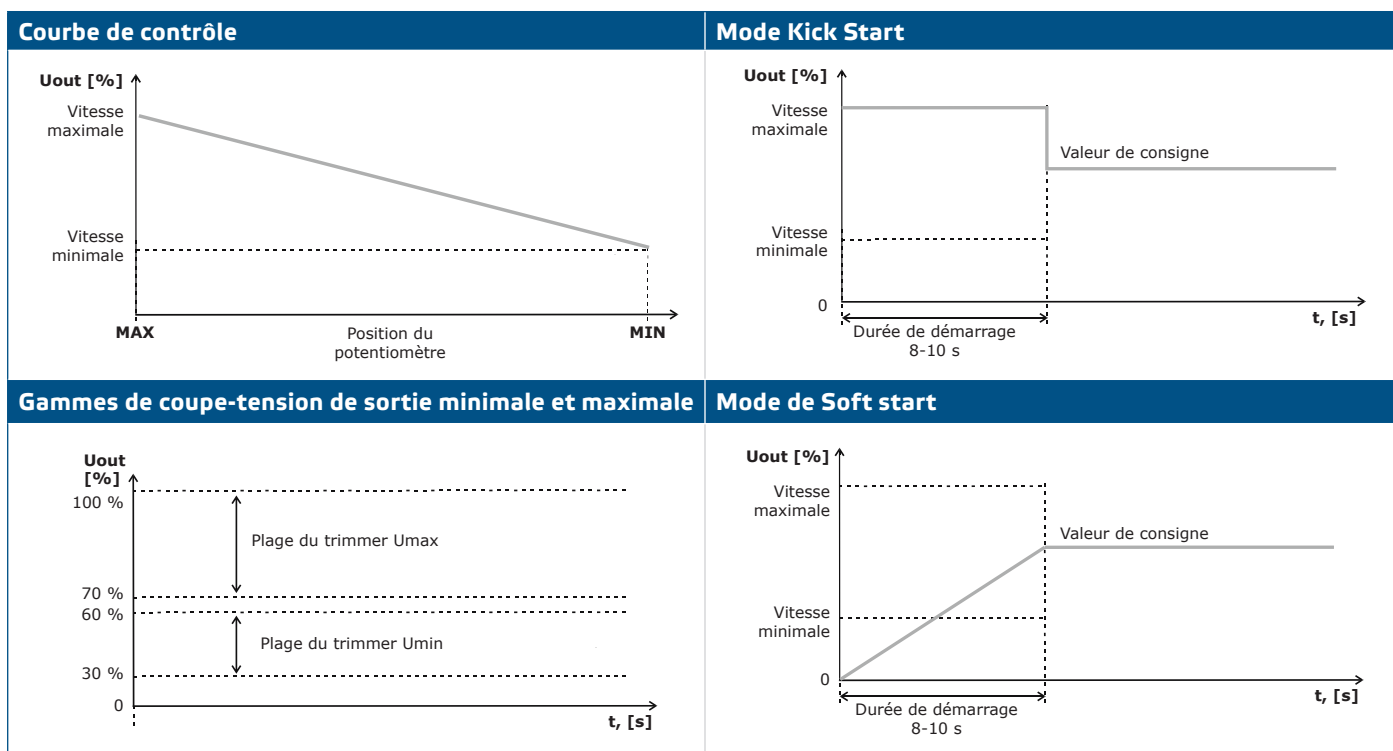 Courbe de contrôle
Uout [%]
Vitesse
maximale
Vitesse
minimale
MAX
Position du
potentiomètre
MIN
Mode Kick Start
Uout [%]
Vitesse
maximale
Valeur de consigne
Vitesse
minimale
0
t, [s]
Durée de démarrage
8-10 s
Gammes de coupe-tension de sortie minimale et maximale
Uout
[%]
100 %
Plage du trimmer Umax
70 %
60 %
Plage du trimmer Umin
30 %
0
t, [s]
Mode de Soft start
Uout [%]
Vitesse
maximale
Valeur de consigne
Vitesse
minimale
0
t, [s]
Durée de démarrage
8-10 s